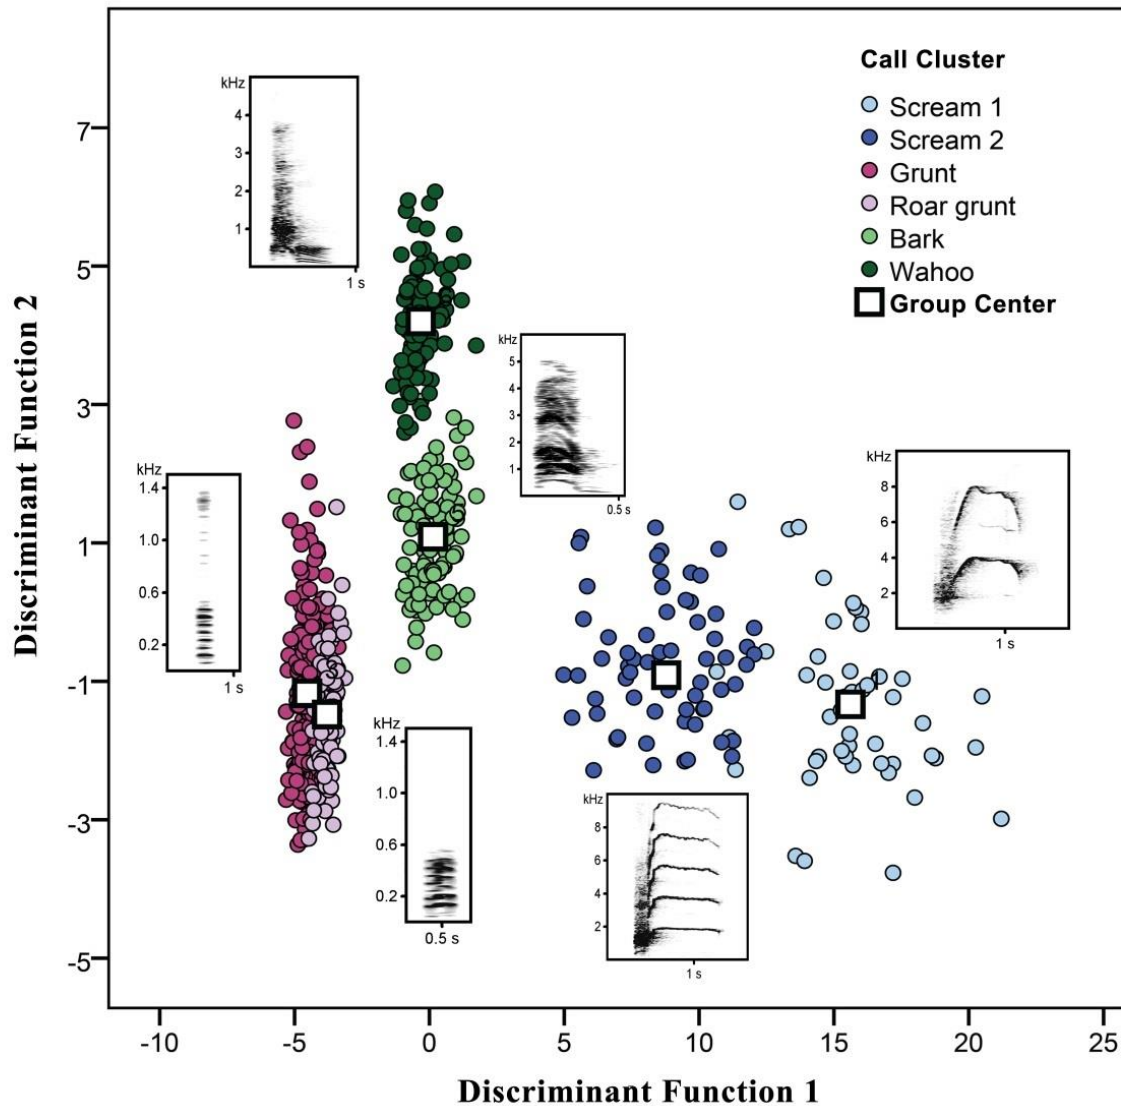 Call Cluster
Scream 1
Scream 2
Grunt
Roar grunt
Bark
Wahoo
Group Center
Discriminant Function 2
7
5
3
1
-1
-3
-5
kHz
4
3
2
1
1 s
kHz
5
4
3
2
1
0.5 s
kHz
8
6
4
2
1 s
kHz
1.4
1.0
0.6
0.2
1 s
kHz
1.4
1.0
0.6
0.2
0.5 s
kHz
8
6
4
2
1 s
-10
-5
0
5
10
15
20
25
Discriminant Function 1